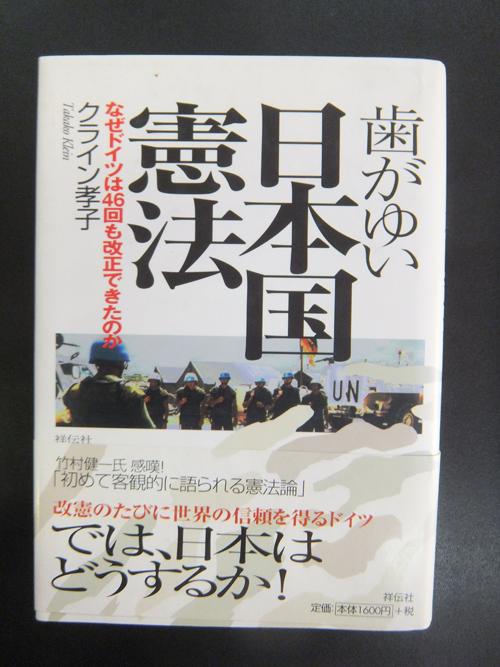 歯がゆい
日本国
憲法
なぜドイツは46回も改正できたのか
クライン孝子
Takako Klein
UN
祥伝社
竹村健一氏 感嘆!
「初めて客観的に語られる憲法論」
改憲のたびに世界の信頼を得るドイツ
では、日本は
どうするか!
祥伝社
定価:本体1600円+税